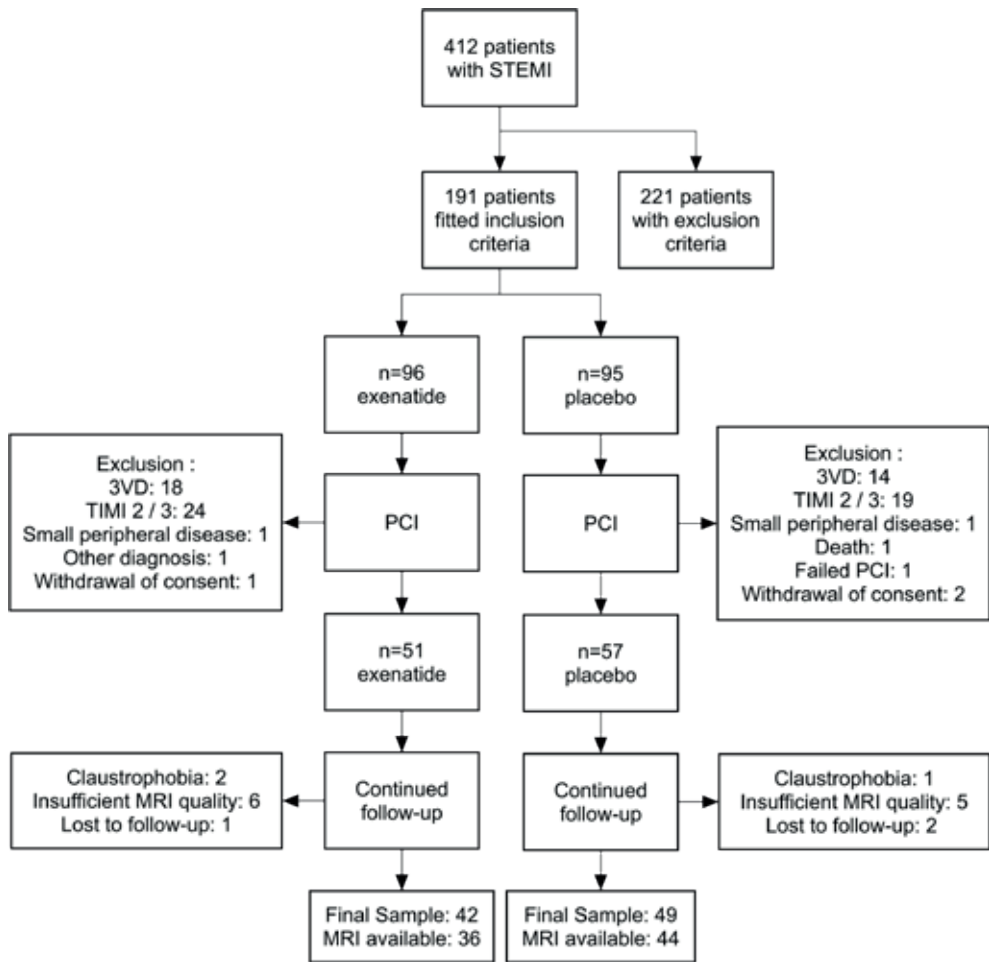 412 patients
with STEMI
191 patients
fitted inclusion
criteria
221 patients
with exclusion
criteria
n=96
exenatide
n=95
placebo
Exclusion :
3VD: 18
TIMI 2 / 3: 24
Small peripheral disease: 1
Other diagnosis: 1
Withdrawal of consent: 1
PCI
PCI
Exclusion :
3VD: 14
TIMI 2 / 3: 19
Small peripheral disease: 1
Death: 1
Failed PCI: 1
Withdrawal of consent: 2
n=51
exenatide
n=57
placebo
Claustrophobia: 2
Insufficient MRI quality: 6
Lost to follow-up: 1
Continued
follow-up
Continued
follow-up
Claustrophobia: 1
Insufficient MRI quality: 5
Lost to follow-up: 2
Final Sample: 42
MRI available: 36
Final Sample: 49
MRI available: 44